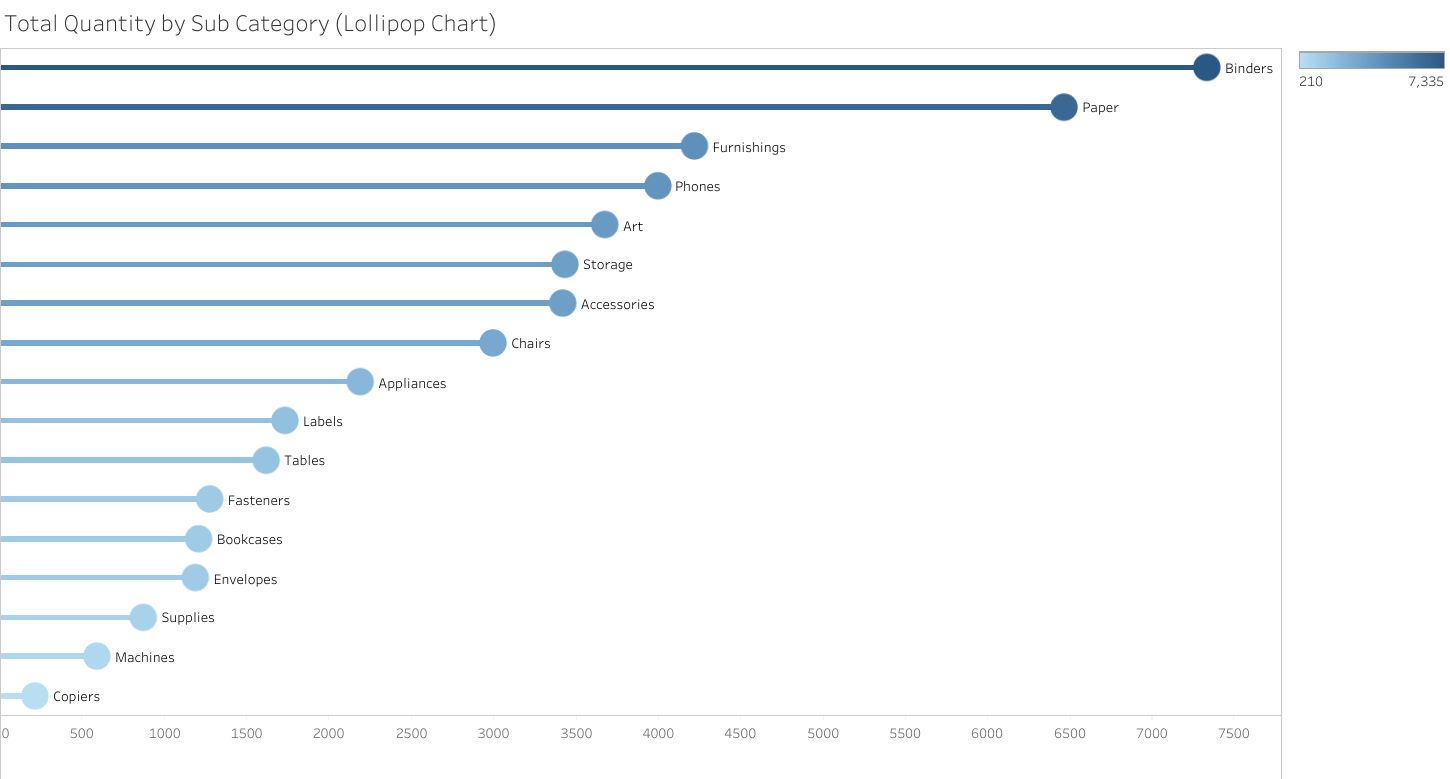 Total Quantity by Sub Category (Lollipop Chart)
210 7,335
Binders
Paper
Furnishings
Phones
Art
Storage
Accessories
Chairs
Appliances
Labels
Tables
Fasteners
Bookcases
Envelopes
Supplies
Machines
Copiers
0 500 1000 1500 2000 2500 3000 3500 4000 4500 5000 5500 6000 6500 7000 7500